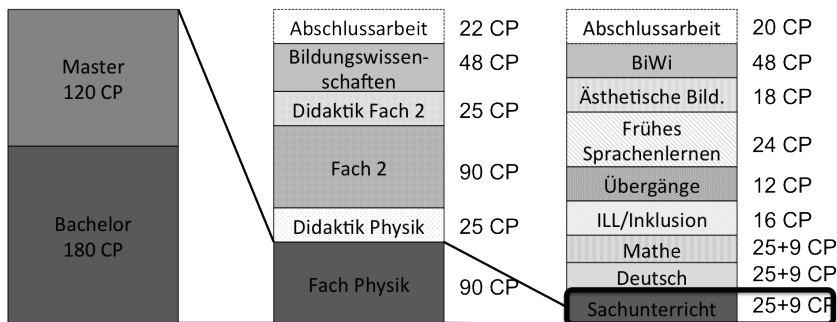 Master
120 CP
Bachelor
180 CP
Abschlussarbeit 22 CP
Bildungswissen-
schaften 48 CP
Didaktik Fach 2 25 CP
Fach 2 90 CP
Didaktik Physik 25 CP
Fach Physik 90 CP
Abschlussarbeit 20 CP
BiWi 48 CP
Ästhetische Bild. 18 CP
Frühes
Sprachenlernen 24 CP
Übergänge 12 CP
ILL/Inklusion 16 CP
Mathe 25+9 CP
Deutsch 25+9 CP
Sachunterricht 25+9 CP